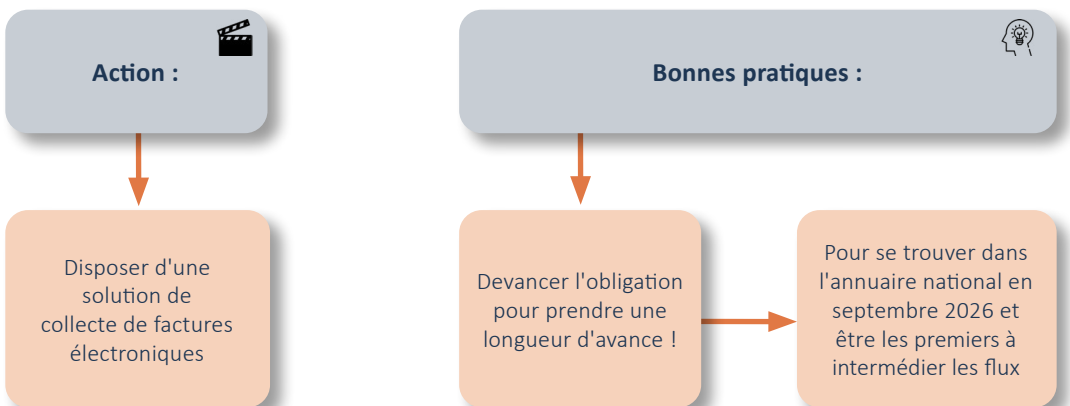 Action :
Bonnes pratiques :
Disposer d'une
solution de
collecte de factures
électroniques
Devancer l'obligation
pour prendre une
longueur d'avance !
Pour se trouver dans
l'annuaire national en
septembre 2026 et
être les premiers à
intermédier les flux